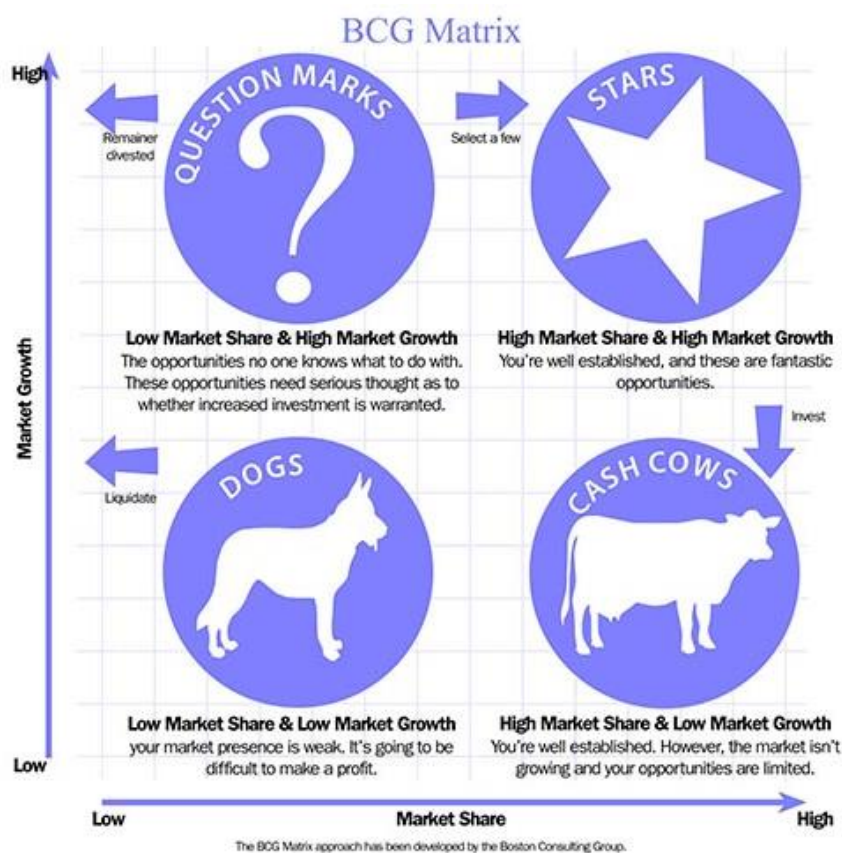 BCG Matrix
High
QUESTION MARKS
STARS
Remainer
divested
Select a few
Low Market Share & High Market Growth
The opportunities no one knows what to do with.
These opportunities need serious thought as to
whether increased investment is warranted.
High Market Share & High Market Growth
You're well established, and these are fantastic
opportunities.
Market Growth
Invest
DOGS
CASH COWS
Liquidate
Low Market Share & Low Market Growth
your market presence is weak. It's going to be
difficult to make a profit.
High Market Share & Low Market Growth
You're well established. However, the market isn't
growing and your opportunities are limited.
Low
Low
Market Share
High
The BCG Matrix approach has been developed by the Boston Consulting Group.